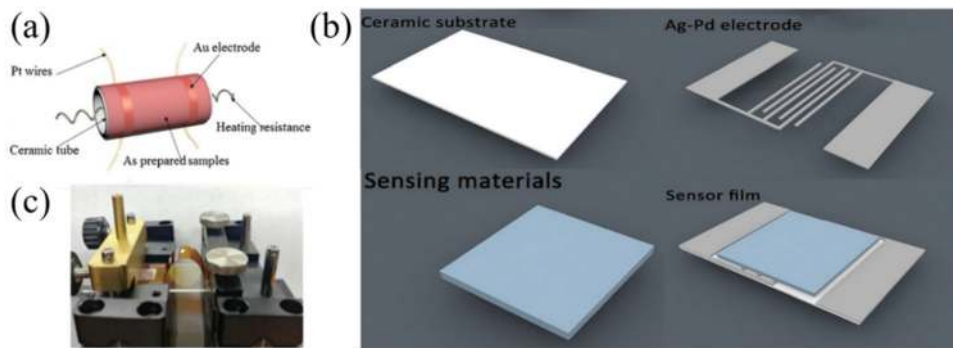 (a)
Au electrode
Pt wires
Heating resistance
Ceramic tube
As prepared samples
(b)
Ceramic substrate
Ag-Pd electrode
Sensing materials
Sensor film
(c)